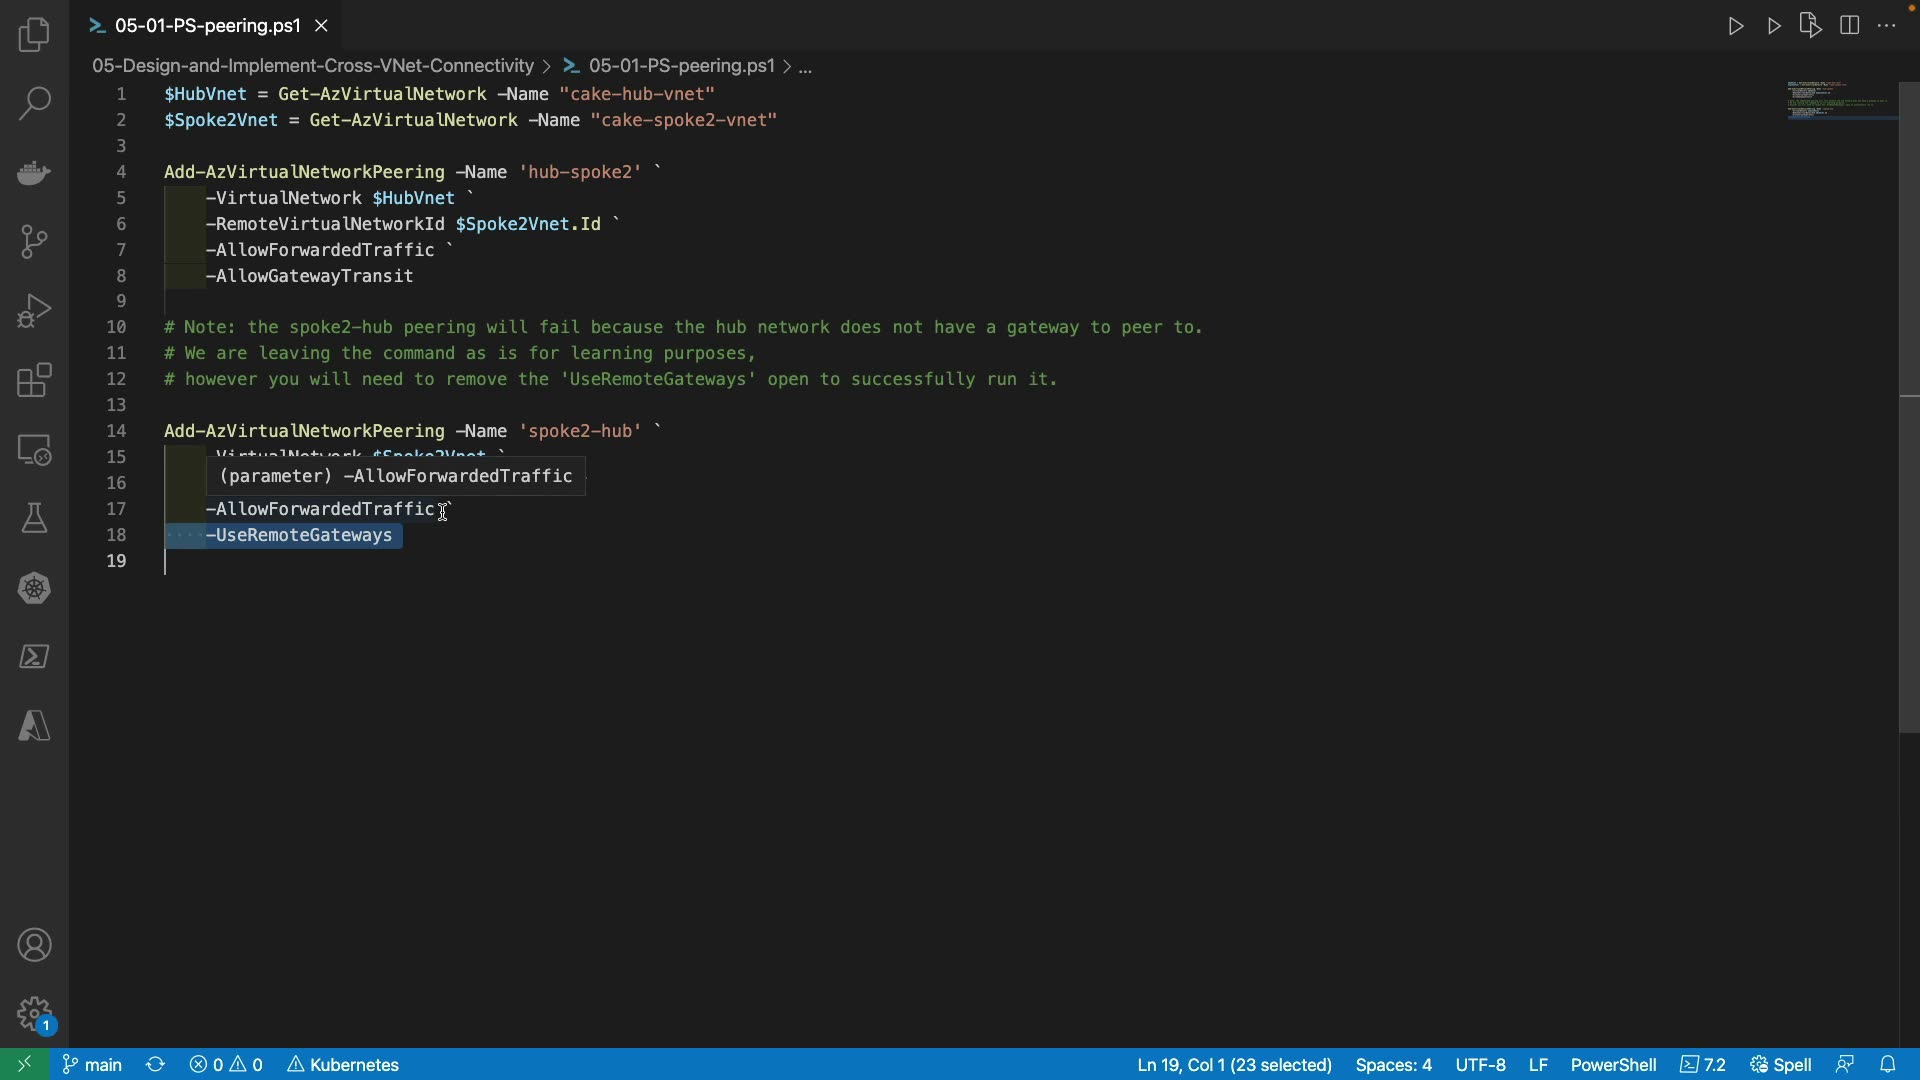 05-01-PS-peering.ps1
05-Design-and-Implement-Cross-VNet-Connectivity > 05-01-PS-peering.ps1 > ...
1 $HubVnet = Get-AzVirtualNetwork -Name "cake-hub-vnet"
2 $Spoke2Vnet = Get-AzVirtualNetwork -Name "cake-spoke2-vnet"
3
4 Add-AzVirtualNetworkPeering -Name 'hub-spoke2' `
5 -VirtualNetwork $HubVnet `
6 -RemoteVirtualNetworkId $Spoke2Vnet.Id `
7 -AllowForwardedTraffic `
8 -AllowGatewayTransit
9
10 # Note: the spoke2-hub peering will fail because the hub network does not have a gateway to peer to.
11 # We are leaving the command as is for learning purposes,
12 # however you will need to remove the 'UseRemoteGateways' open to successfully run it.
13
14 Add-AzVirtualNetworkPeering -Name 'spoke2-hub' `
15 -VirtualNetwork $Spoke2Vnet `
(parameter) -AllowForwardedTraffic
16
17 -AllowForwardedTraffic `
18 ····-UseRemoteGateways
19
1
main 0 0 Kubernetes Ln 19, Col 1 (23 selected) Spaces: 4 UTF-8 LF PowerShell 7.2 Spell